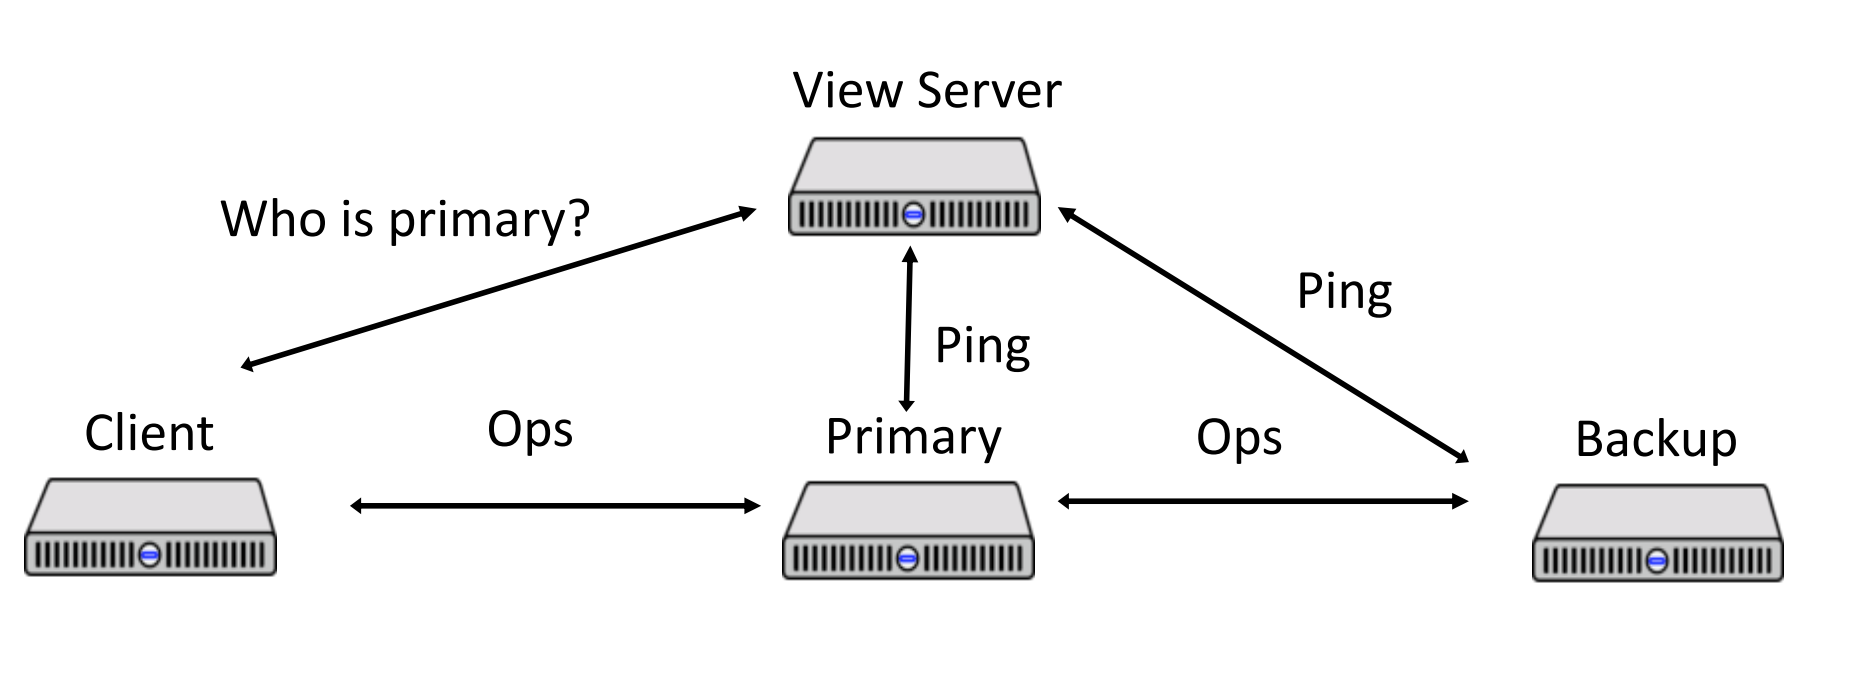 View Server
Who is primary?
Ping
Ping
Client
Ops
Primary
Ops
Backup